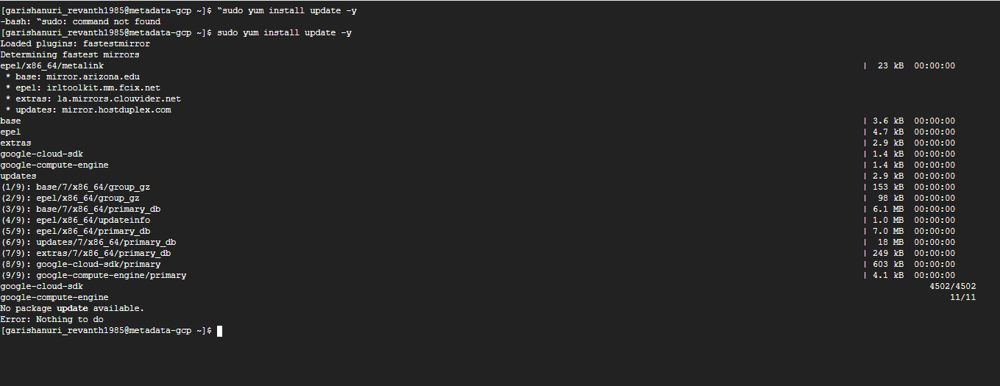 [garishanuri_revanth1985@metadata-gcp ~]$ “sudo yum install update -y
-bash: “sudo: command not found
[garishanuri_revanth1985@metadata-gcp ~]$ sudo yum install update -y
Loaded plugins: fastestmirror
Determining fastest mirrors
epel/x86_64/metalink | 23 kB 00:00:00
* base: mirror.arizona.edu
* epel: irltoolkit.mm.fcix.net
* extras: la.mirrors.clouvider.net
* updates: mirror.hostduplex.com
base | 3.6 kB 00:00:00
epel | 4.7 kB 00:00:00
extras | 2.9 kB 00:00:00
google-cloud-sdk | 1.4 kB 00:00:00
google-compute-engine | 1.4 kB 00:00:00
updates | 2.9 kB 00:00:00
(1/9): base/7/x86_64/group_gz | 153 kB 00:00:00
(2/9): epel/x86_64/group_gz | 98 kB 00:00:00
(3/9): base/7/x86_64/primary_db | 6.1 MB 00:00:00
(4/9): epel/x86_64/updateinfo | 1.0 MB 00:00:00
(5/9): epel/x86_64/primary_db | 7.0 MB 00:00:00
(6/9): updates/7/x86_64/primary_db | 18 MB 00:00:00
(7/9): extras/7/x86_64/primary_db | 249 kB 00:00:00
(8/9): google-cloud-sdk/primary | 603 kB 00:00:00
(9/9): google-compute-engine/primary | 4.1 kB 00:00:00
google-cloud-sdk 4502/4502
google-compute-engine 11/11
No package update available.
Error: Nothing to do
[garishanuri_revanth1985@metadata-gcp ~]$